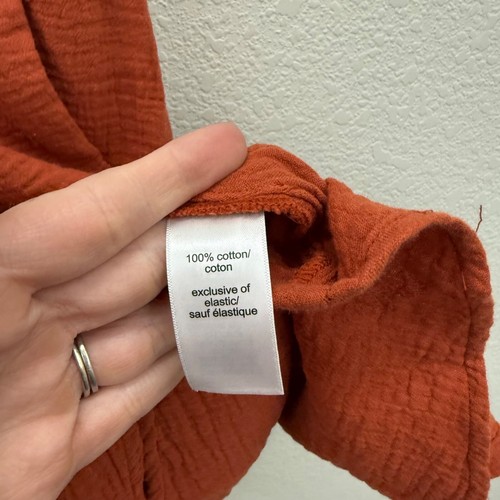 100% cotton/
coton
exclusive of
elastic/
sauf élastique